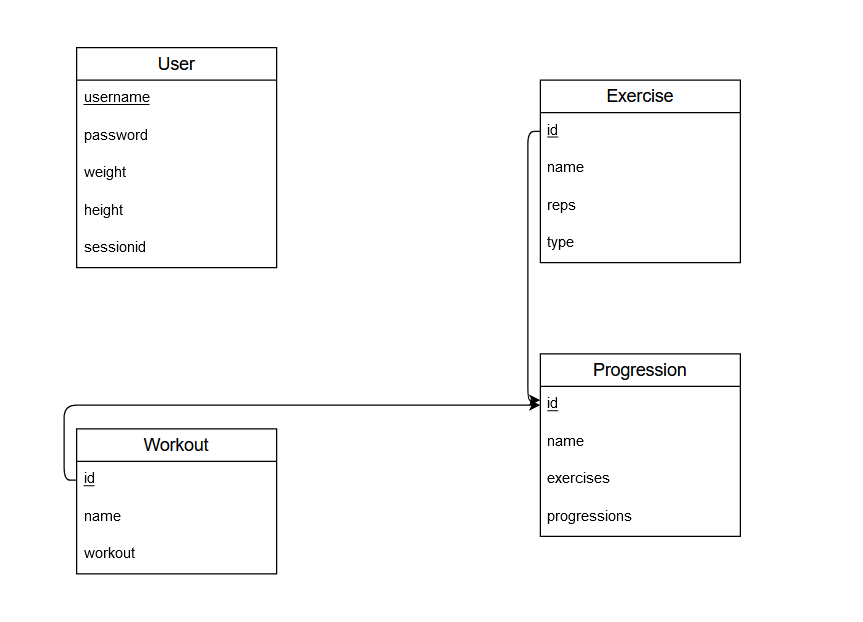 User
username
password
weight
height
sessionid
Exercise
id
name
reps
type
Progression
id
name
exercises
progressions
Workout
id
name
workout